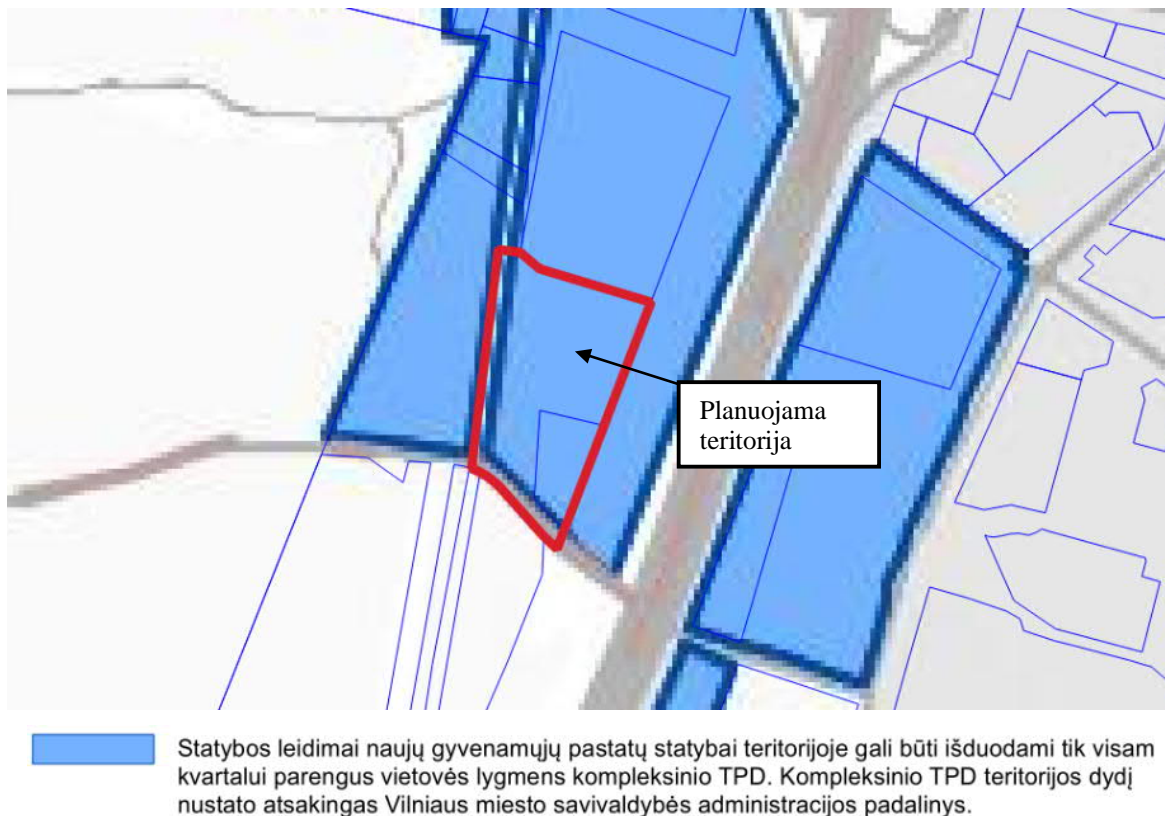 Planuojama
teritorija
Statybos leidimai naujų gyvenamųjų pastatų statybai teritorijoje gali būti išduodami tik visam
kvartalui parengus vietovės lygmens kompleksinio TPD. Kompleksinio TPD teritorijos dydį
nustato atsakingas Vilniaus miesto savivaldybės administracijos padalinys.